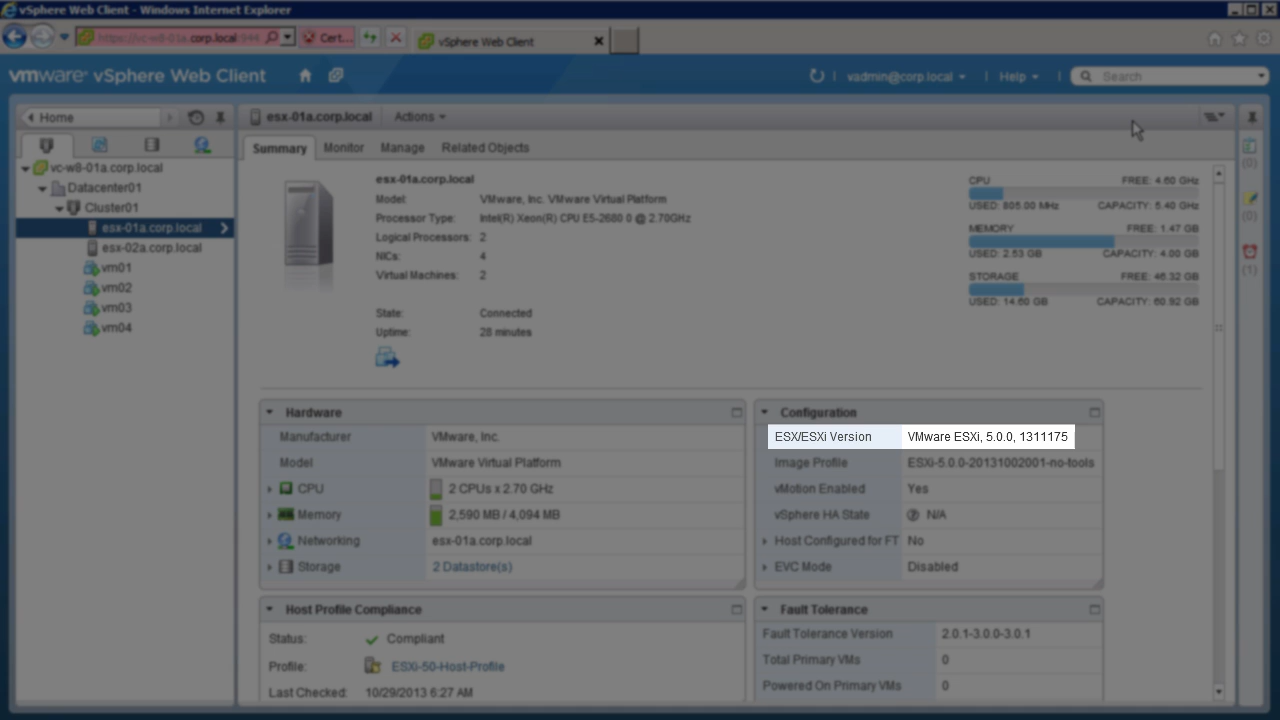 vSphere Web Client - Windows Internet Explorer
https://vc-w8-01a.corp.local:944
Cert...
vSphere Web Client
vmware vSphere Web Client
vadmin@corp.local
Help
Search
Home
esx-01a.corp.local
Actions
vc-w8-01a.corp.local
Datacenter01
Cluster01
esx-01a.corp.local
esx-02a.corp.local
vm01
vm02
vm03
vm04
Summary
Monitor
Manage
Related Objects
esx-01a.corp.local
Model: VMware, Inc. VMware Virtual Platform
Processor Type: Intel(R) Xeon(R) CPU E5-2680 0 @ 2.70GHz
Logical Processors: 2
NICs: 4
Virtual Machines: 2
State: Connected
Uptime: 28 minutes
CPU FREE: 4.60 GHz
USED: 805.00 MHz CAPACITY: 5.40 GHz
MEMORY FREE: 1.47 GB
USED: 2.53 GB CAPACITY: 4.00 GB
STORAGE FREE: 46.32 GB
USED: 14.60 GB CAPACITY: 60.92 GB
(0)
(0)
(1)
Hardware
Manufacturer VMware, Inc.
Model VMware Virtual Platform
CPU 2 CPUs x 2.70 GHz
Memory 2,590 MB / 4,094 MB
Networking esx-01a.corp.local
Storage 2 Datastore(s)
Configuration
ESX/ESXi Version VMware ESXi, 5.0.0, 1311175
Image Profile ESXi-5.0.0-20131002001-no-tools
vMotion Enabled Yes
vSphere HA State N/A
Host Configured for FT No
EVC Mode Disabled
Host Profile Compliance
Status: Compliant
Profile: ESXi-50-Host-Profile
Last Checked: 10/29/2013 6:27 AM
Fault Tolerance
Fault Tolerance Version 2.0.1-3.0.0-3.0.1
Total Primary VMs 0
Powered On Primary VMs 0